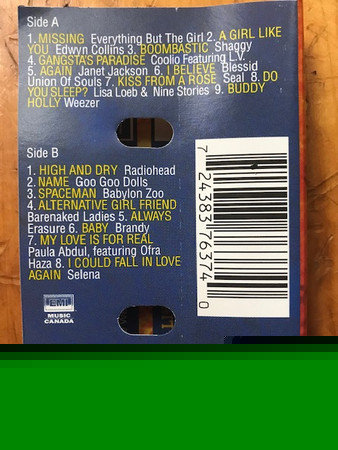 Side A
1. MISSING Everything But The Girl 2. A GIRL LIKE
YOU Edwyn Collins 3. BOOMBASTIC Shaggy
4. GANGSTA'S PARADISE Coolio Featuring L.V.
5. AGAIN Janet Jackson 6. I BELIEVE Blessid
Union Of Souls 7. KISS FROM A ROSE Seal 8. DO
YOU SLEEP? Lisa Loeb & Nine Stories 9. BUDDY
HOLLY Weezer
Side B
1. HIGH AND DRY Radiohead
2. NAME Goo Goo Dolls
3. SPACEMAN Babylon Zoo
4. ALTERNATIVE GIRL FRIEND
Barenaked Ladies 5. ALWAYS
Erasure 6. BABY Brandy
7. MY LOVE IS FOR REAL
Paula Abdul, featuring Ofra
Haza 8. I COULD FALL IN LOVE
AGAIN Selena
EMI
MUSIC
CANADA
7 24383 76374 0